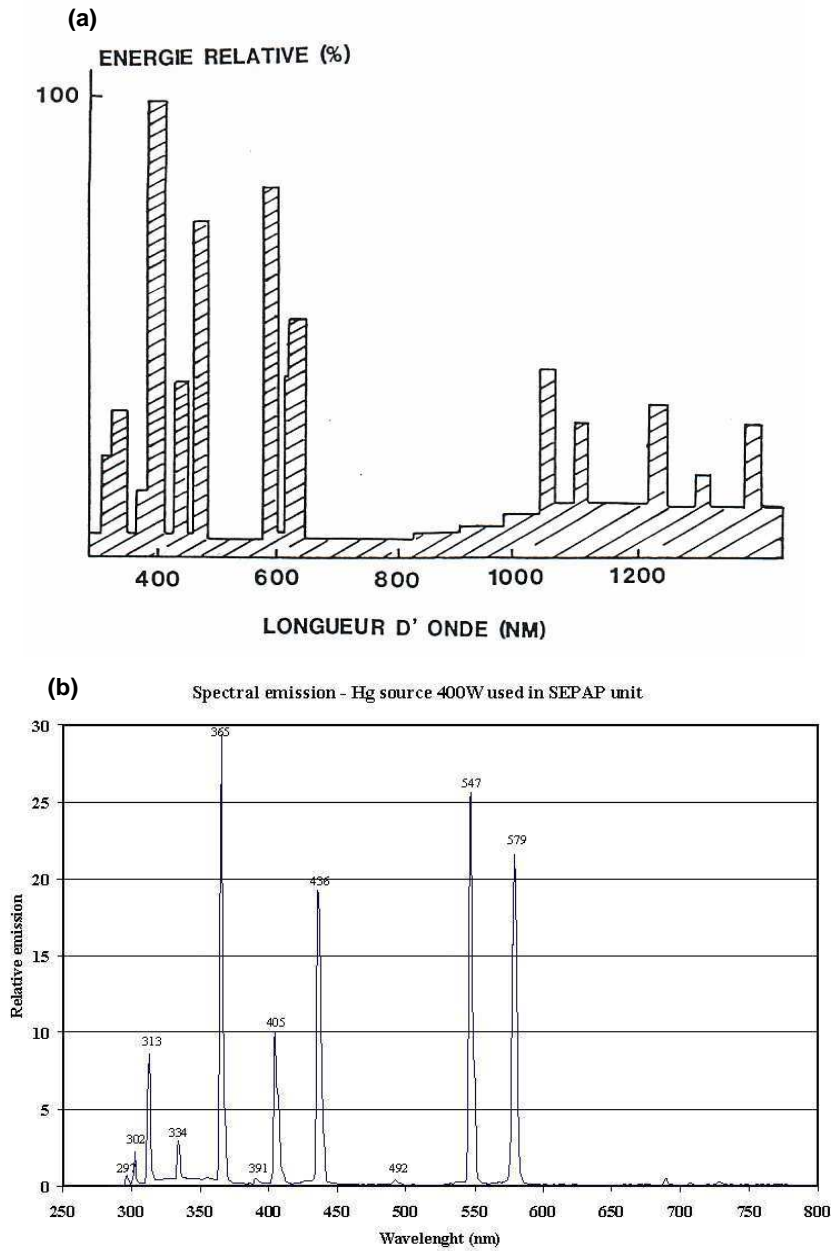 (a)
ENERGIE RELATIVE (%)
100
400 600 800 1000 1200
LONGUEUR D' ONDE (NM)
(b)
Spectral emission - Hg source 400W used in SEPAP unit
30
25
20
15
10
5
0
Relative emission
297
302
313
334
365
391
405
436
492
547
579
250 300 350 400 450 500 550 600 650 700 750 800
Wavelenght (nm)